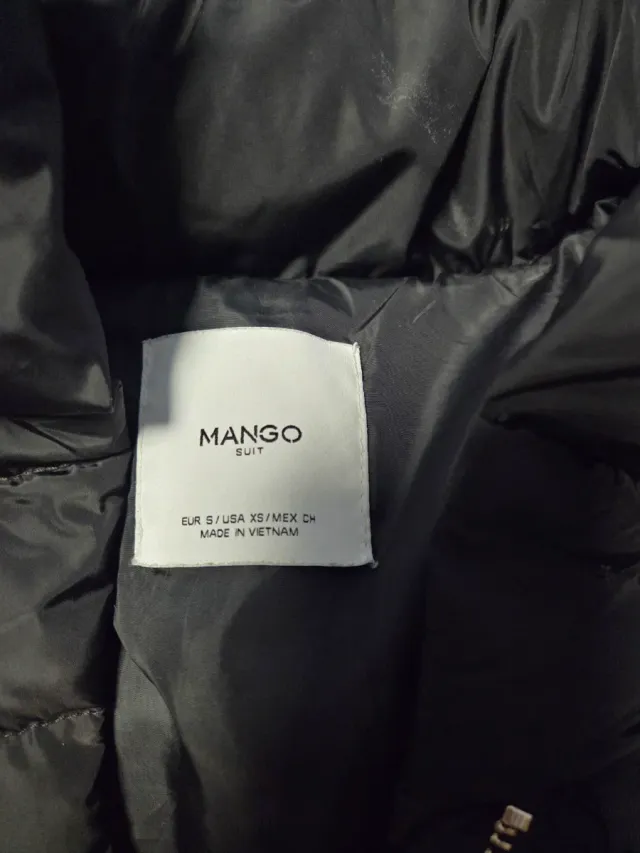 MANGO
SUIT
EUR S/USA XS/MEX CH
MADE IN VIETNAM